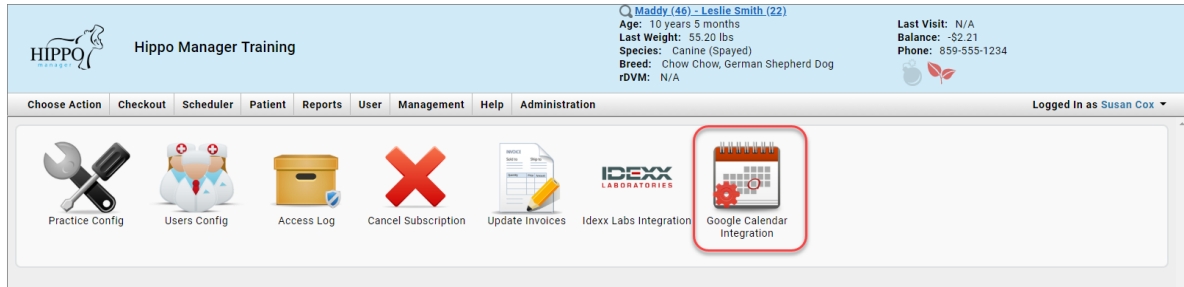 HIPPO
manager
Hippo Manager Training
Maddy (46) - Leslie Smith (22)
Age: 10 years 5 months
Last Weight: 55.20 lbs
Species: Canine (Spayed)
Breed: Chow Chow, German Shepherd Dog
rDVM: N/A
Last Visit: N/A
Balance: -$2.21
Phone: 859-555-1234
Choose Action Checkout Scheduler Patient Reports User Management Help Administration Logged In as Susan Cox
INVOICE
IDEXX
LABORATORIES
Practice Config Users Config Access Log Cancel Subscription Update Invoices Idexx Labs Integration Google Calendar
Integration